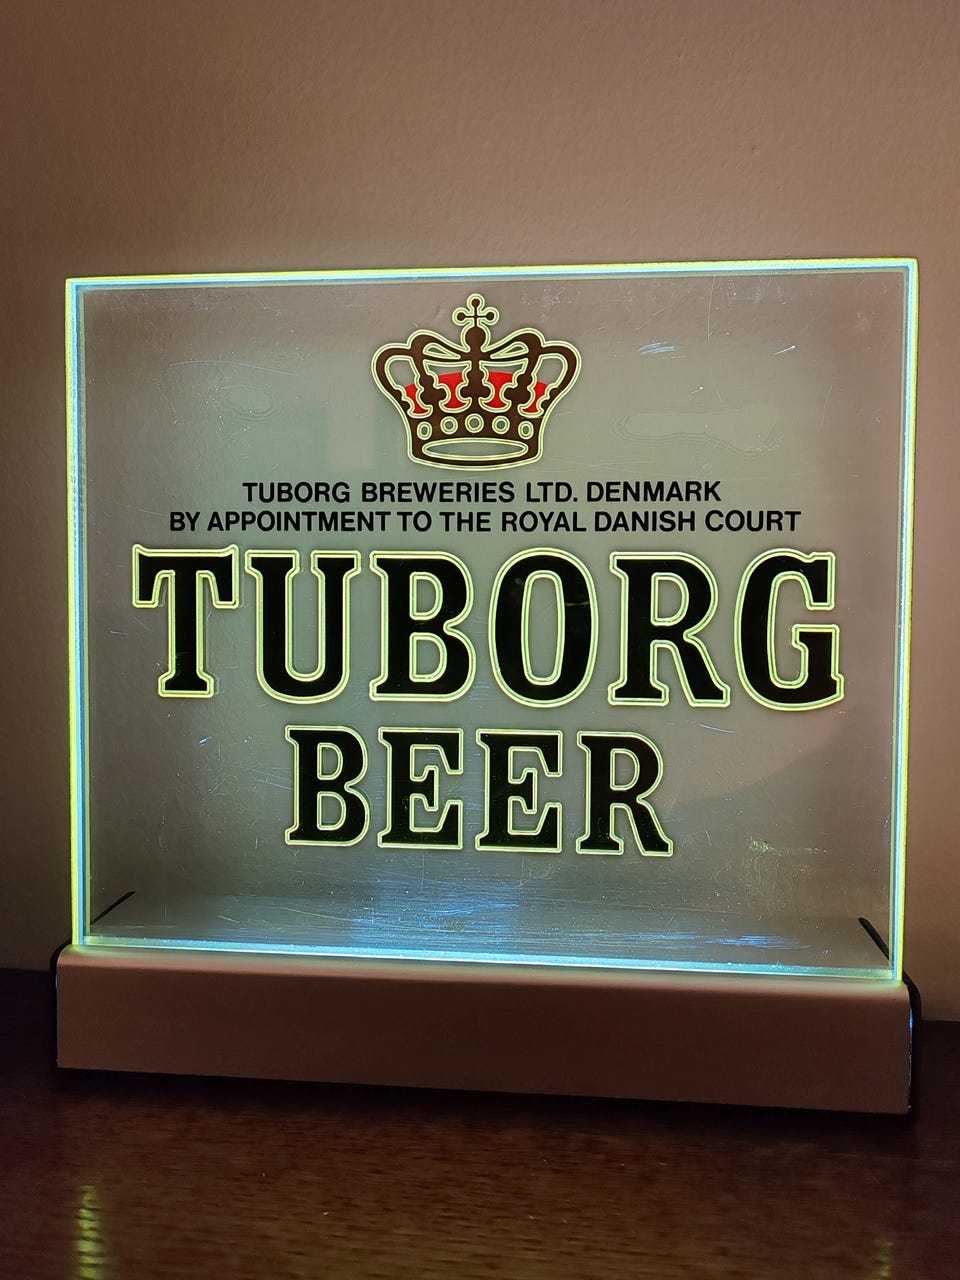 TUBORG BREWERIES LTD. DENMARK
BY APPOINTMENT TO THE ROYAL DANISH COURT
TUBORG
BEER